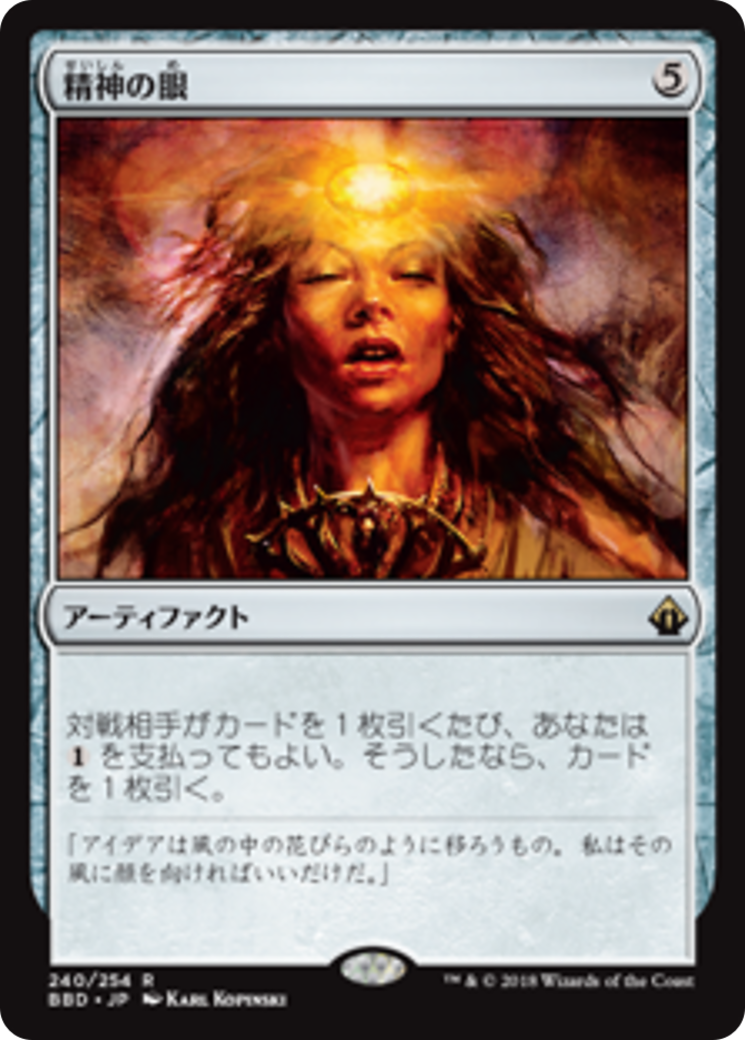 せいしん め
精神の眼 5
アーティファクト
対戦相手がカードを1枚引くたび、あなたは
1 を支払ってもよい。そうしたなら、カード
を1枚引く。
「アイデアは風の中の花びらのように移ろうもの。 私はその
風に顔を向ければいいだけだ。」
240/254 R
BBD • JP Karl Kopinski
™ & © 2018 Wizards of the Coast